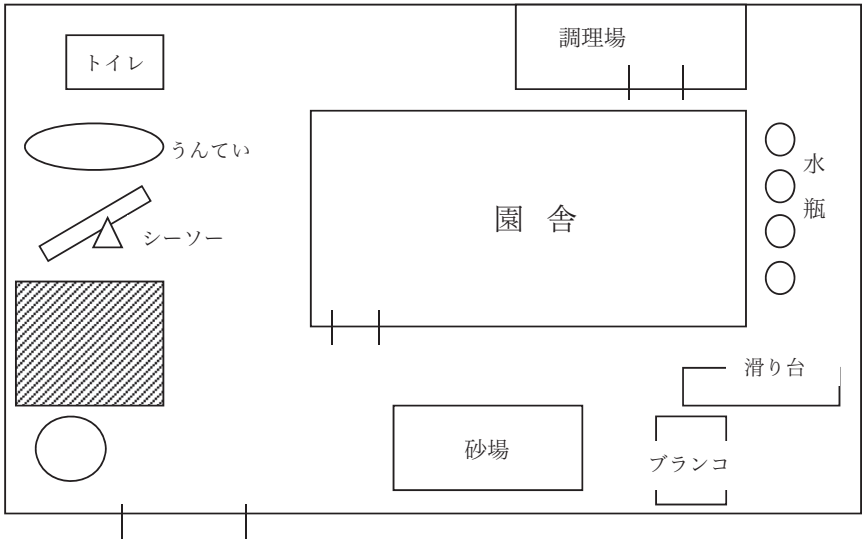 調理場
トイレ
うんてい
水瓶
園舎
シーソー
滑り台
砂場
ブランコ